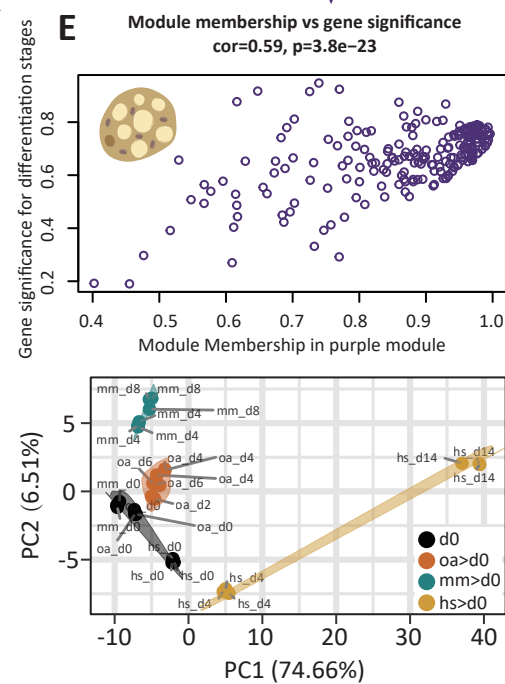 E
Module membership vs gene significance
cor=0.59, p=3.8e−23
Gene significance for differentiation stages
0.8
0.6
0.4
0.2
0.4
0.5
0.6
0.7
0.8
0.9
1.0
Module Membership in purple module
mm_d8
mm_d8
mm_d8
mm_d4
mm_d4
mm_d4
oa_d6
oa_d4
oa_d4
oa_d6
oa_d2
mm_d0
mm_d0
oa_d0
oa_d0
hs_d0
hs_d0
hs_d0
hs_d4
hs_d4
hs_d4
hs_d14
hs_d14
hs_d14
5
0
-5
PC2 (6.51%)
d0
oa>d0
mm>d0
hs>d0
-10
0
10
20
30
40
PC1 (74.66%)